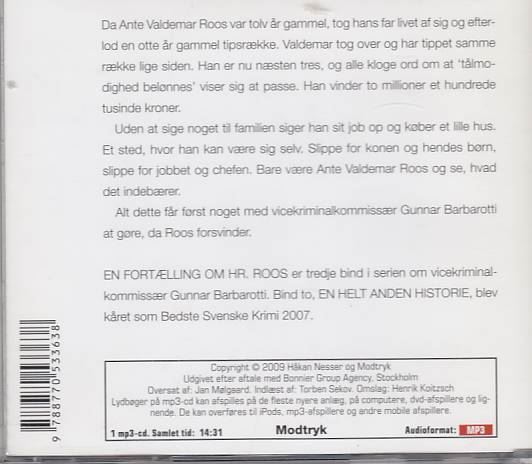 Da Ante Valdemar Roos var tolv år gammel, tog hans far livet af sig og efter-
lod en otte år gammel tipsrække. Valdemar tog over og har tippet samme
række lige siden. Han er nu næsten tres, og alle kloge ord om at 'tålmo-
dighed belønnes' viser sig at passe. Han vinder to millioner et hundrede
tusinde kroner.
Uden at sige noget til familien siger han sit job op og køber et lille hus.
Et sted, hvor han kan være sig selv. Slippe for konen og hendes børn,
slippe for jobbet og chefen. Bare være Ante Valdemar Roos og se, hvad
det indebærer.
Alt dette får først noget med vicekriminalkommissær Gunnar Barbarotti
at gøre, da Roos forsvinder.
EN FORTÆLLING OM HR. ROOS er tredje bind i serien om vicekriminal-
kommissær Gunnar Barbarotti. Bind to, EN HELT ANDEN HISTORIE, blev
kåret som Bedste Svenske Krimi 2007.
9 788770 533638
Copyright © 2009 Håkan Nesser og Modtryk
Udgivet efter aftale med Bonnier Group Agency, Stockholm
Oversat af: Jan Mølgaard. Indlæst af: Torben Sekov. Omslag: Henrik Koitzsch
Lydbøger på mp3-cd kan afspilles på de fleste nyere anlæg, på computere, dvd-afspillere og lig-
nende. De kan overføres til iPods, mp3-afspillere og andre mobile afspillere.
1 mp3-cd. Samlet tid: 14:31 Modtryk Audioformat: MP3